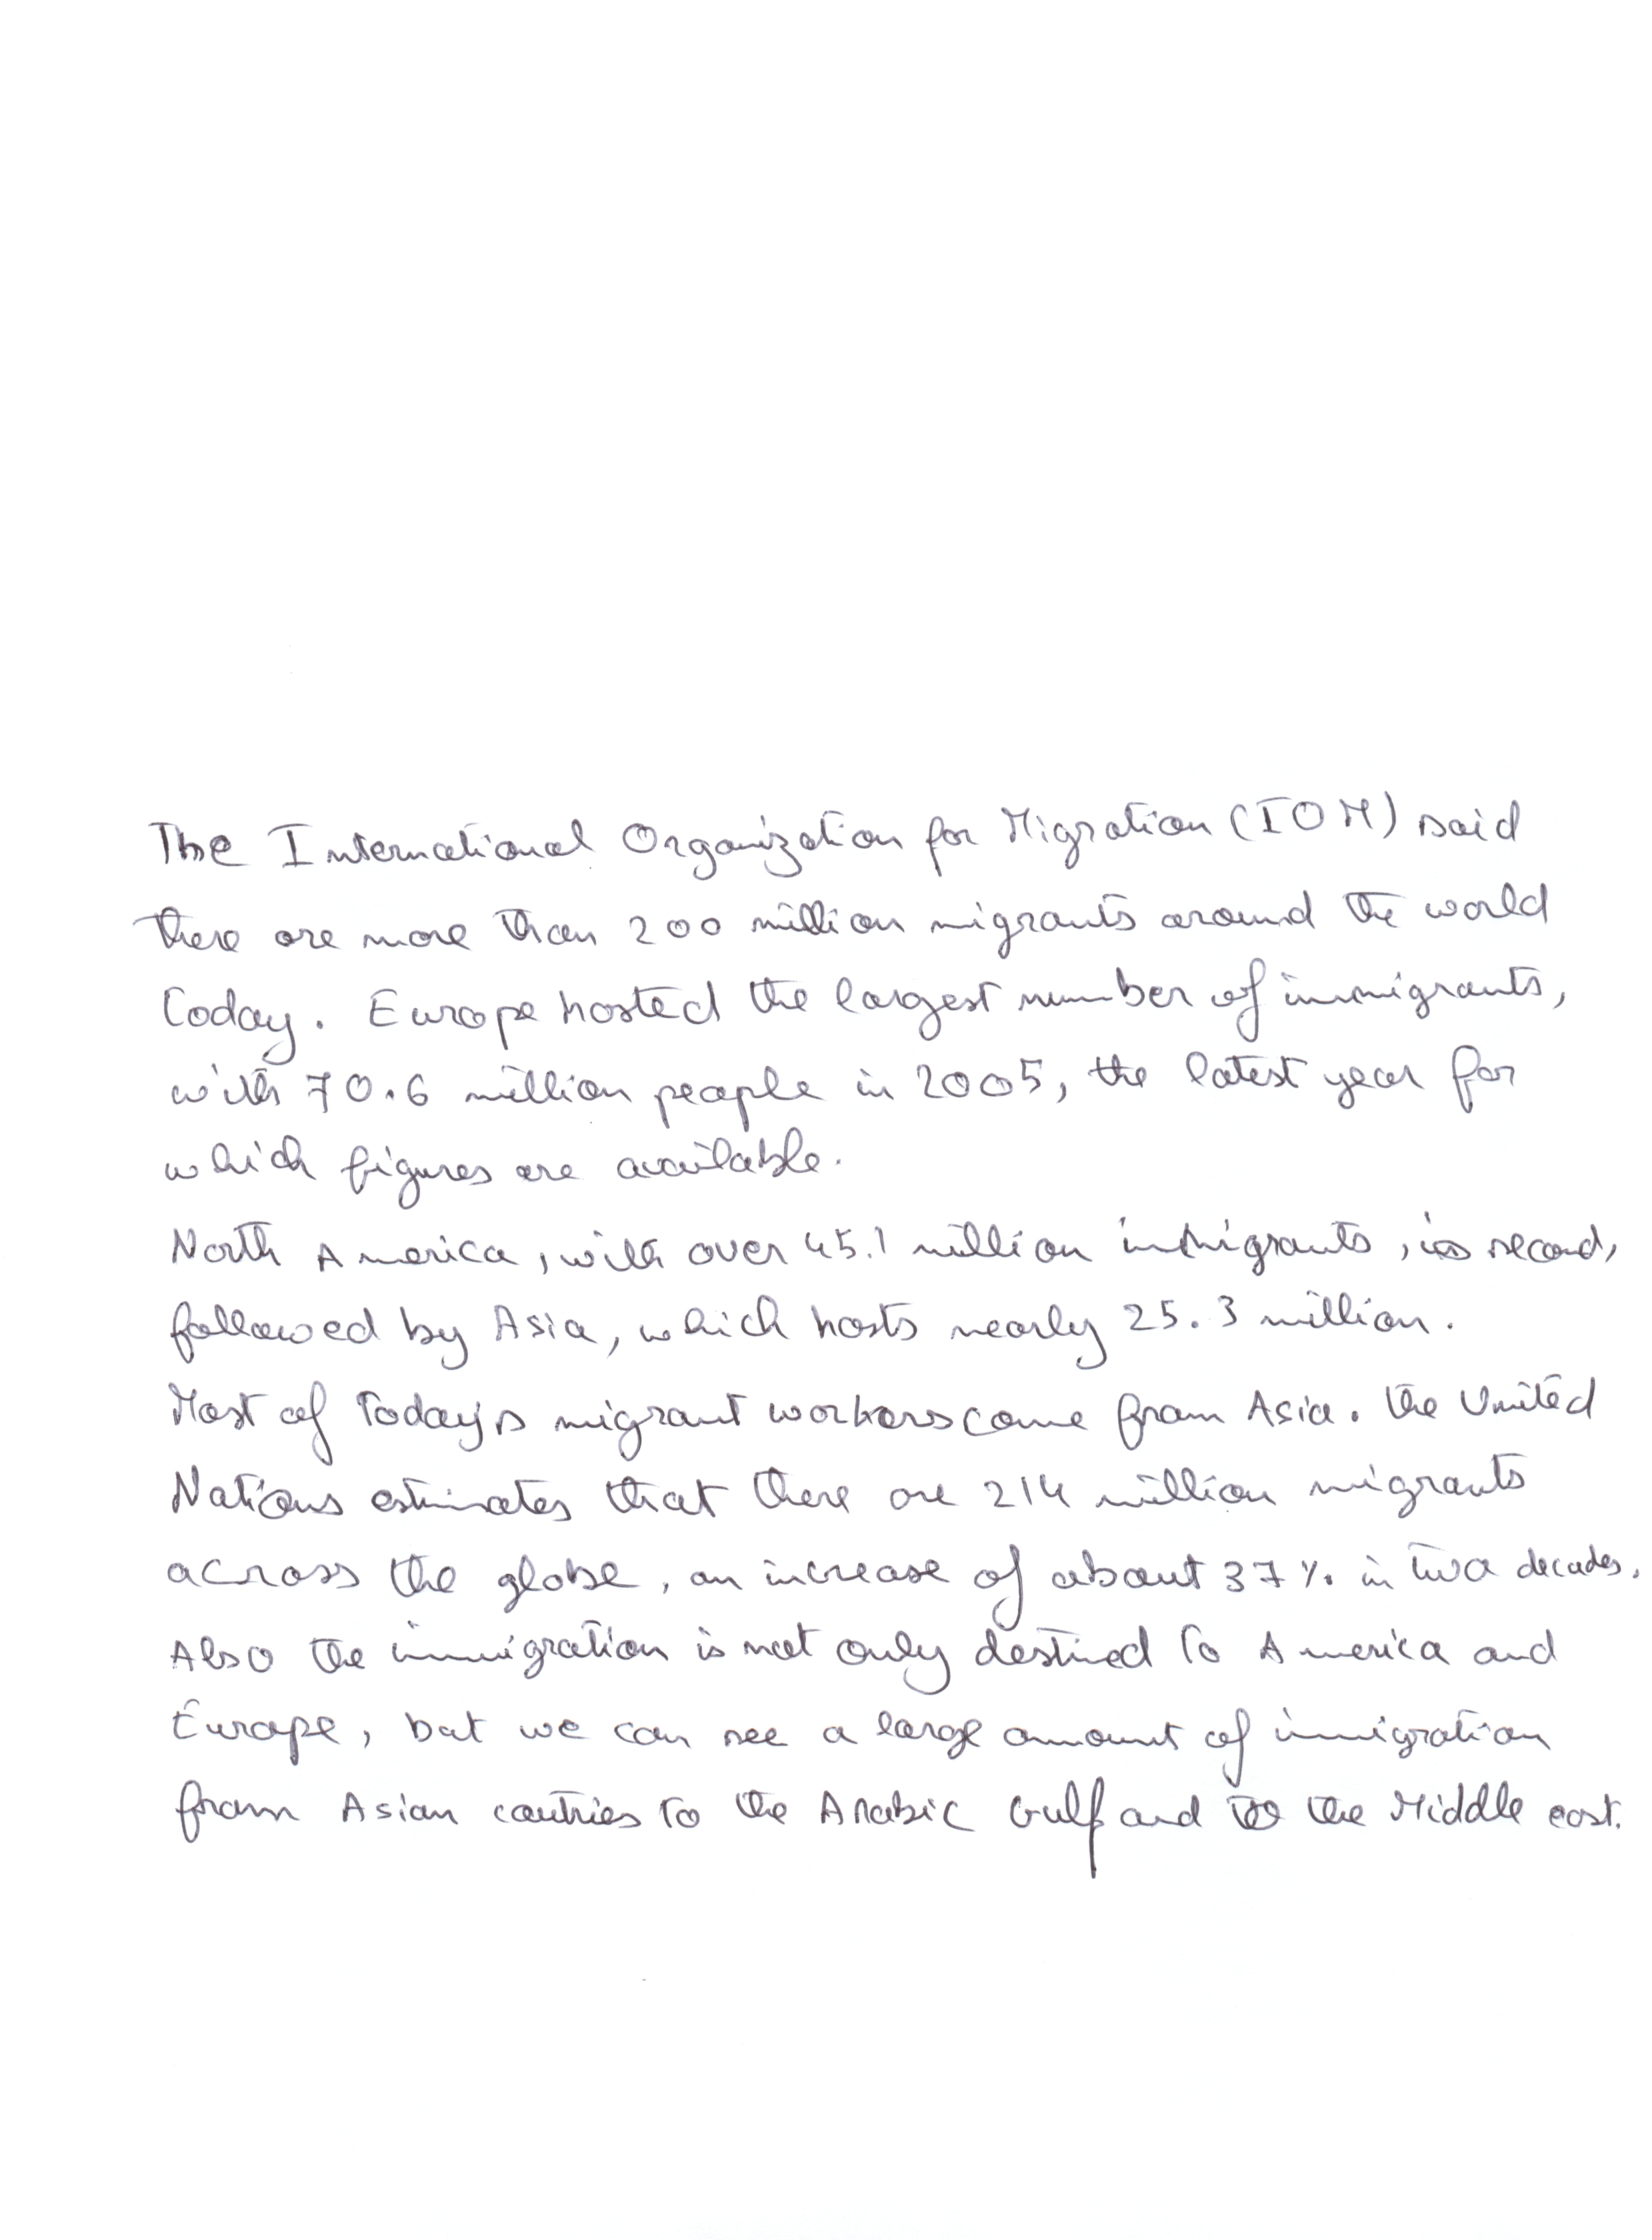 The International Organization for Migration (IOM) said
there are more than 200 million migrants around the world
today. Europe hosted the largest number of immigrants,
with 70.6 million people in 2005, the latest year for
which figures are available.
North America, with over 45.1 million immigrants, is second,
followed by Asia, which hosts nearly 25.3 million.
Most of today's migrant workers come from Asia. the United
Nations estimates that there are 214 million migrants
across the globe, an increase of about 37% in two decades.
Also the immigration is not only destined to America and
Europe, but we can see a large amount of immigration
from Asian coutries to the Arabic Gulf and to the Middle east.